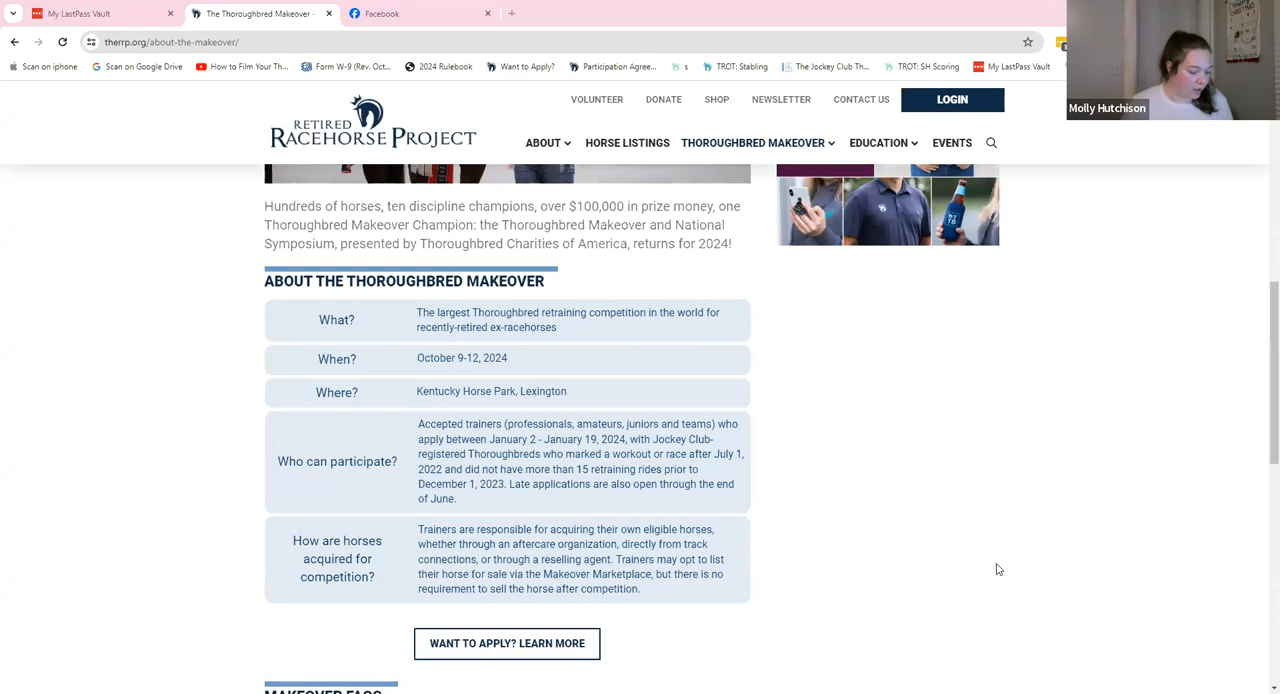 My LastPass Vault
The Thoroughbred Makeover -
Facebook
therrp.org/about-the-makeover/
Scan on iphone
Scan on Google Drive
How to Film Your Th...
Form W-9 (Rev. Oct...
2024 Rulebook
Want to Apply?
Participation Agree...
s
TROT: Stabling
The Jockey Club Th...
TROT: SH Scoring
My LastPass Vault
Molly Hutchison
VOLUNTEER
DONATE
SHOP
NEWSLETTER
CONTACT US
LOGIN
RETIRED
RACEHORSE PROJECT
ABOUT
HORSE LISTINGS
THOROUGHBRED MAKEOVER
EDUCATION
EVENTS
Hundreds of horses, ten discipline champions, over $100,000 in prize money, one
Thoroughbred Makeover Champion: the Thoroughbred Makeover and National
Symposium, presented by Thoroughbred Charities of America, returns for 2024!
ABOUT THE THOROUGHBRED MAKEOVER
What?
The largest Thoroughbred retraining competition in the world for
recently-retired ex-racehorses
When?
October 9-12, 2024
Where?
Kentucky Horse Park, Lexington
Who can participate?
Accepted trainers (professionals, amateurs, juniors and teams) who
apply between January 2 - January 19, 2024, with Jockey Club-
registered Thoroughbreds who marked a workout or race after July 1,
2022 and did not have more than 15 retraining rides prior to
December 1, 2023. Late applications are also open through the end
of June.
How are horses
acquired for
competition?
Trainers are responsible for acquiring their own eligible horses,
whether through an aftercare organization, directly from track
connections, or through a reselling agent. Trainers may opt to list
their horse for sale via the Makeover Marketplace, but there is no
requirement to sell the horse after competition.
WANT TO APPLY? LEARN MORE
MAKEOVER FAQS